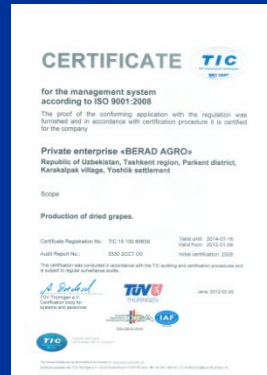 CERTIFICATE
TIC
for the management system
according to ISO 9001:2008
The proof of the conforming application with the regulation was
furnished and in accordance with certification procedure it is certified
for the company
Private enterprise «BERAD AGRO»
Republic of Uzbekistan, Tashkent region, Parkent district,
Karakalpak village, Yoshlik settlement
Scope
Production of dried grapes.
Certificate Registration No.: TIC 15 100
Valid until:
Valid from:
Audit Report No.: 3330
Initial certification:
The certification was conducted in accordance with the TIC auditing and certification procedures and
is subject to regular surveillance audits.
TÜV Thüringen e.V.
Certification body for
systems and personnel
TÜV
THÜRINGEN
Jena,
IAF
TIC